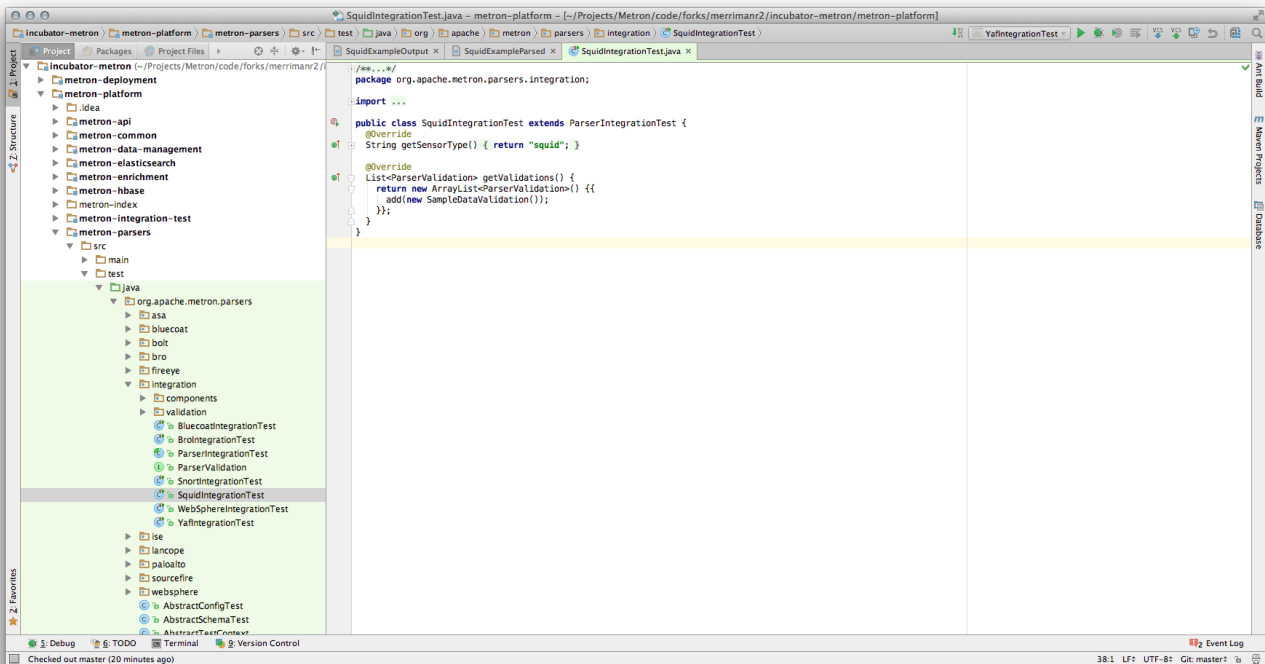 SquidIntegrationTest.java - metron-platform - [~/Projects/Metron/code/forks/merrimanr2/incubator-metron/metron-platform]
incubator-metron metron-platform metron-parsers src test java org apache metron parsers integration SquidIntegrationTest YafIntegrationTest
Project Packages Project Files SquidExampleOutput × SquidExampleParsed × SquidIntegrationTest.java ×
1: Project
Z: Structure
2: Favorites
incubator-metron (~/Projects/Metron/code/forks/merrimanr2/i
metron-deployment
metron-platform
.idea
metron-api
metron-common
metron-data-management
metron-elasticsearch
metron-enrichment
metron-hbase
metron-index
metron-integration-test
metron-parsers
src
main
test
java
org.apache.metron.parsers
asa
bluecoat
bolt
bro
fireeye
integration
components
validation
BluecoatIntegrationTest
BroIntegrationTest
ParserIntegrationTest
ParserValidation
SnortIntegrationTest
SquidIntegrationTest
WebSphereIntegrationTest
YafIntegrationTest
ise
lancope
paloalto
sourcefire
websphere
AbstractConfigTest
AbstractSchemaTest
AbstractTestContext
/**...*/
package org.apache.metron.parsers.integration;
import ...
public class SquidIntegrationTest extends ParserIntegrationTest {
@Override
String getSensorType() { return "squid"; }
@Override
List<ParserValidation> getValidations() {
return new ArrayList<ParserValidation>() {{
add(new SampleDataValidation());
}};
}
}
Ant Build
Maven Projects
Database
5: Debug 6: TODO Terminal 9: Version Control 2 Event Log
Checked out master (20 minutes ago) 38:1 LF UTF-8 Git: master